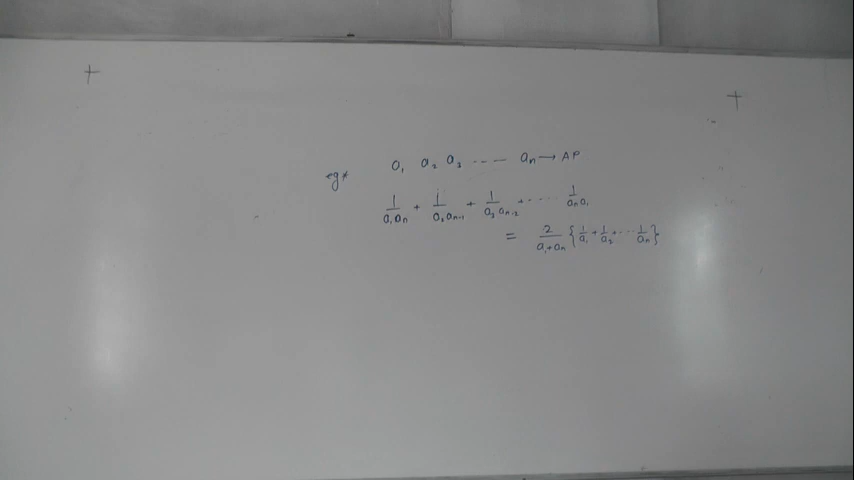 eg* a₁ a₂ a₃ ---- aₙ → AP
1/(a₁aₙ) + 1/(a₂aₙ₋₁) + 1/(a₃aₙ₋₂) + ..... 1/(aₙa₁)
= 2/(a₁+aₙ) {1/a₁ + 1/a₂ + ... 1/aₙ}